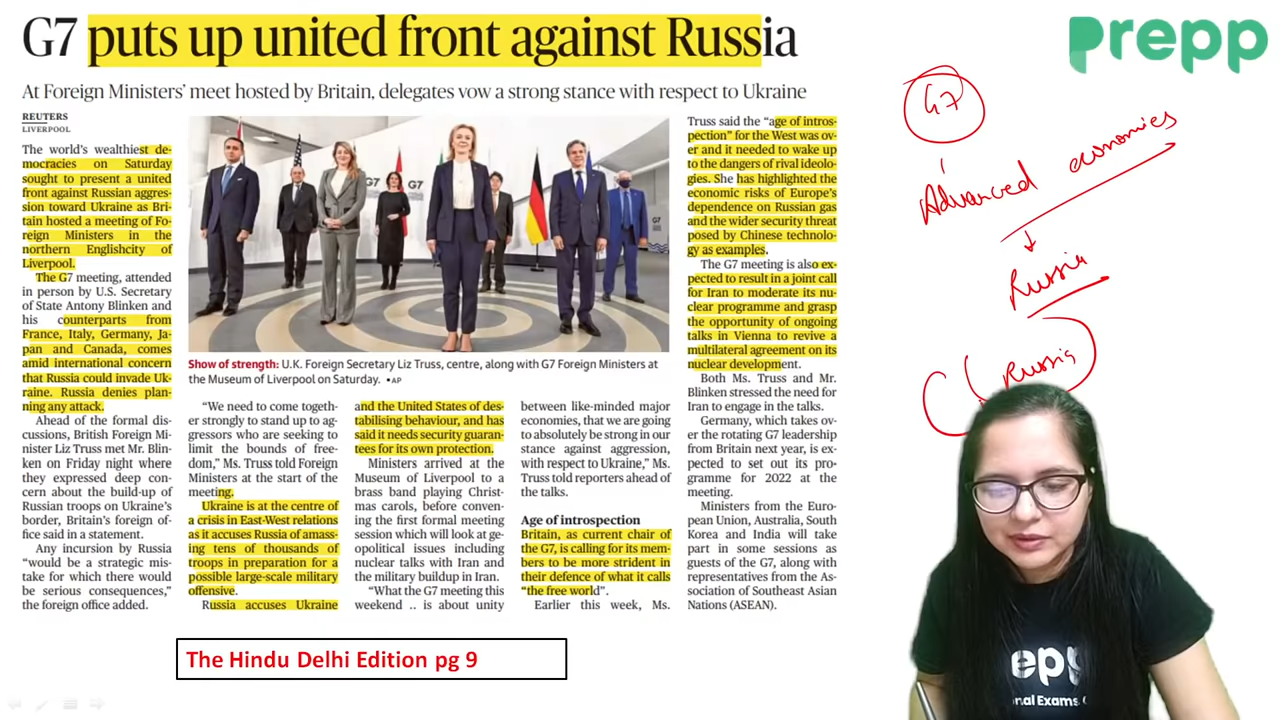 G7 puts up united front against Russia
prepp
At Foreign Ministers' meet hosted by Britain, delegates vow a strong stance with respect to Ukraine
REUTERS
LIVERPOOL
The world's wealthiest de-
mocracies on Saturday
sought to present a united
front against Russian aggres-
sion toward Ukraine as Bri-
tain hosted a meeting of Fo-
reign Ministers in the
northern Englishcity of
Liverpool.
The G7 meeting, attended
in person by U.S. Secretary
of State Antony Blinken and
his counterparts from
France, Italy, Germany, Ja-
pan and Canada, comes
amid international concern
that Russia could invade Uk-
raine. Russia denies plan-
ning any attack.
Ahead of the formal dis-
cussions, British Foreign Mi-
nister Liz Truss met Mr. Blin-
ken on Friday night where
they expressed deep con-
cern about the build-up of
Russian troops on Ukraine's
border, Britain's foreign of-
fice said in a statement.
Any incursion by Russia
"would be a strategic mis-
take for which there would
be serious consequences,"
the foreign office added.
G7
G7
Show of strength: U.K. Foreign Secretary Liz Truss, centre, along with G7 Foreign Ministers at
the Museum of Liverpool on Saturday. •AP
"We need to come togeth-
er strongly to stand up to ag-
gressors who are seeking to
limit the bounds of free-
dom," Ms. Truss told Foreign
Ministers at the start of the
meeting.
Ukraine is at the centre of
a crisis in East-West relations
as it accuses Russia of amass-
ing tens of thousands of
troops in preparation for a
possible large-scale military
offensive.
Russia accuses Ukraine
and the United States of des-
tabilising behaviour, and has
said it needs security guaran-
tees for its own protection.
Ministers arrived at the
Museum of Liverpool to a
brass band playing Christ-
mas carols, before conven-
ing the first formal meeting
session which will look at ge-
opolitical issues including
nuclear talks with Iran and
the military buildup in Iran.
"What the G7 meeting this
weekend .. is about unity
between like-minded major
economies, that we are going
to absolutely be strong in our
stance against aggression,
with respect to Ukraine," Ms.
Truss told reporters ahead of
the talks.
Age of introspection
Britain, as current chair of
the G7, is calling for its mem-
bers to be more strident in
their defence of what it calls
"the free world".
Earlier this week, Ms.
Truss said the "age of intros-
pection" for the West was ov-
er and it needed to wake up
to the dangers of rival ideolo-
gies. She has highlighted the
economic risks of Europe's
dependence on Russian gas
and the wider security threat
posed by Chinese technolo-
gy as examples.
The G7 meeting is also ex-
pected to result in a joint call
for Iran to moderate its nu-
clear programme and grasp
the opportunity of ongoing
talks in Vienna to revive a
multilateral agreement on its
nuclear development.
Both Ms. Truss and Mr.
Blinken stressed the need for
Iran to engage in the talks.
Germany, which takes ov-
er the rotating G7 leadership
from Britain next year, is ex-
pected to set out its pro-
gramme for 2022 at the
meeting.
Ministers from the Euro-
pean Union, Australia, South
Korea and India will take
part in some sessions as
guests of the G7, along with
representatives from the As-
sociation of Southeast Asian
Nations (ASEAN).
G7
Advanced economies
Russia
Russia
The Hindu Delhi Edition pg 9